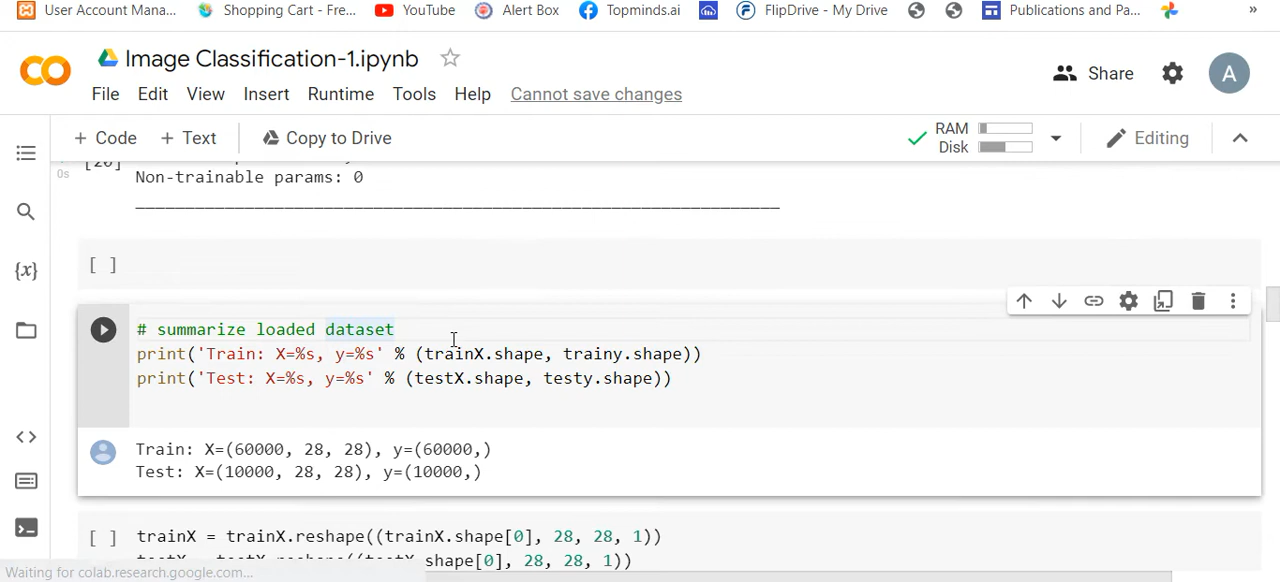 User Account Mana... Shopping Cart - Fre... YouTube Alert Box Topminds.ai FlipDrive - My Drive Publications and Pa... »
Image Classification-1.ipynb
Share A
File Edit View Insert Runtime Tools Help Cannot save changes
+ Code + Text Copy to Drive RAM Disk Editing
0s
Non-trainable params: 0
[ ]
# summarize loaded dataset
print('Train: X=%s, y=%s' % (trainX.shape, trainy.shape))
print('Test: X=%s, y=%s' % (testX.shape, testy.shape))
Train: X=(60000, 28, 28), y=(60000,)
Test: X=(10000, 28, 28), y=(10000,)
[ ] trainX = trainX.reshape((trainX.shape[0], 28, 28, 1))
testX = testX.reshape((testX.shape[0], 28, 28, 1))
Waiting for colab.research.google.com...